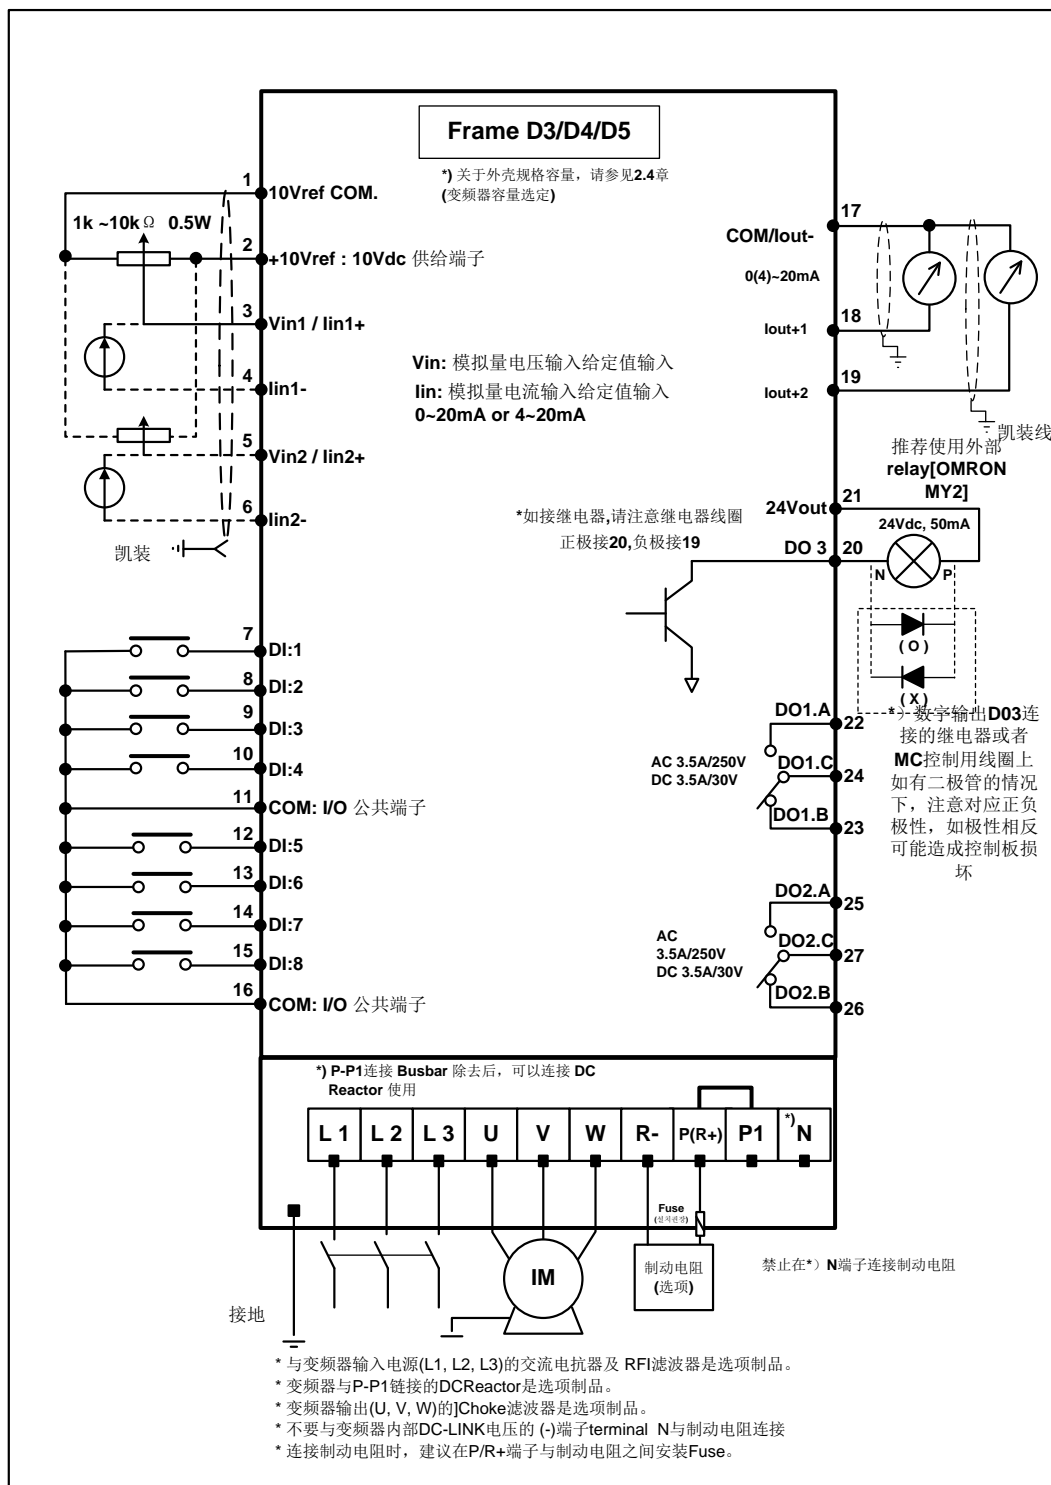 Frame D3/D4/D5
*) 关于外壳规格容量，请参见2.4章
(变频器容量选定)
1
10Vref COM.
1k ~10kΩ 0.5W
2
+10Vref : 10Vdc 供给端子
3
Vin1 / Iin1+
4
Iin1-
5
Vin2 / Iin2+
6
Iin2-
凯装
Vin: 模拟量电压输入给定值输入
Iin: 模拟量电流输入给定值输入
0~20mA or 4~20mA
17
COM/Iout-
0(4)~20mA
18
Iout+1
19
Iout+2
凯装线
推荐使用外部
relay[OMRON
MY2]
21
24Vout
24Vdc, 50mA
*如接继电器,请注意继电器线圈
正极接20,负极接19
DO 3
20
N
P
( O )
( X )
*）数字输出D03连
接的继电器或者
MC控制用线圈上
如有二极管的情况
下，注意对应正负
极性，如极性相反
可能造成控制板损
坏
7
DI:1
8
DI:2
9
DI:3
10
DI:4
11
COM: I/O 公共端子
12
DI:5
13
DI:6
14
DI:7
15
DI:8
16
COM: I/O 公共端子
DO1.A
22
AC 3.5A/250V
DC 3.5A/30V
DO1.C
24
DO1.B
23
DO2.A
25
AC
3.5A/250V
DC 3.5A/30V
DO2.C
27
DO2.B
26
*) P-P1连接 Busbar 除去后，可以连接 DC
Reactor 使用
L 1
L 2
L 3
U
V
W
R-
P(R+)
P1
*)
N
Fuse
(설치권장)
IM
制动电阻
(选项)
禁止在*）N端子连接制动电阻
接地
* 与变频器输入电源(L1, L2, L3)的交流电抗器及 RFI滤波器是选项制品。
* 变频器与P-P1链接的DCReactor是选项制品。
* 变频器输出(U, V, W)的]Choke滤波器是选项制品。
* 不要与变频器内部DC-LINK电压的 (-)端子terminal N与制动电阻连接
* 连接制动电阻时，建议在P/R+端子与制动电阻之间安装Fuse。